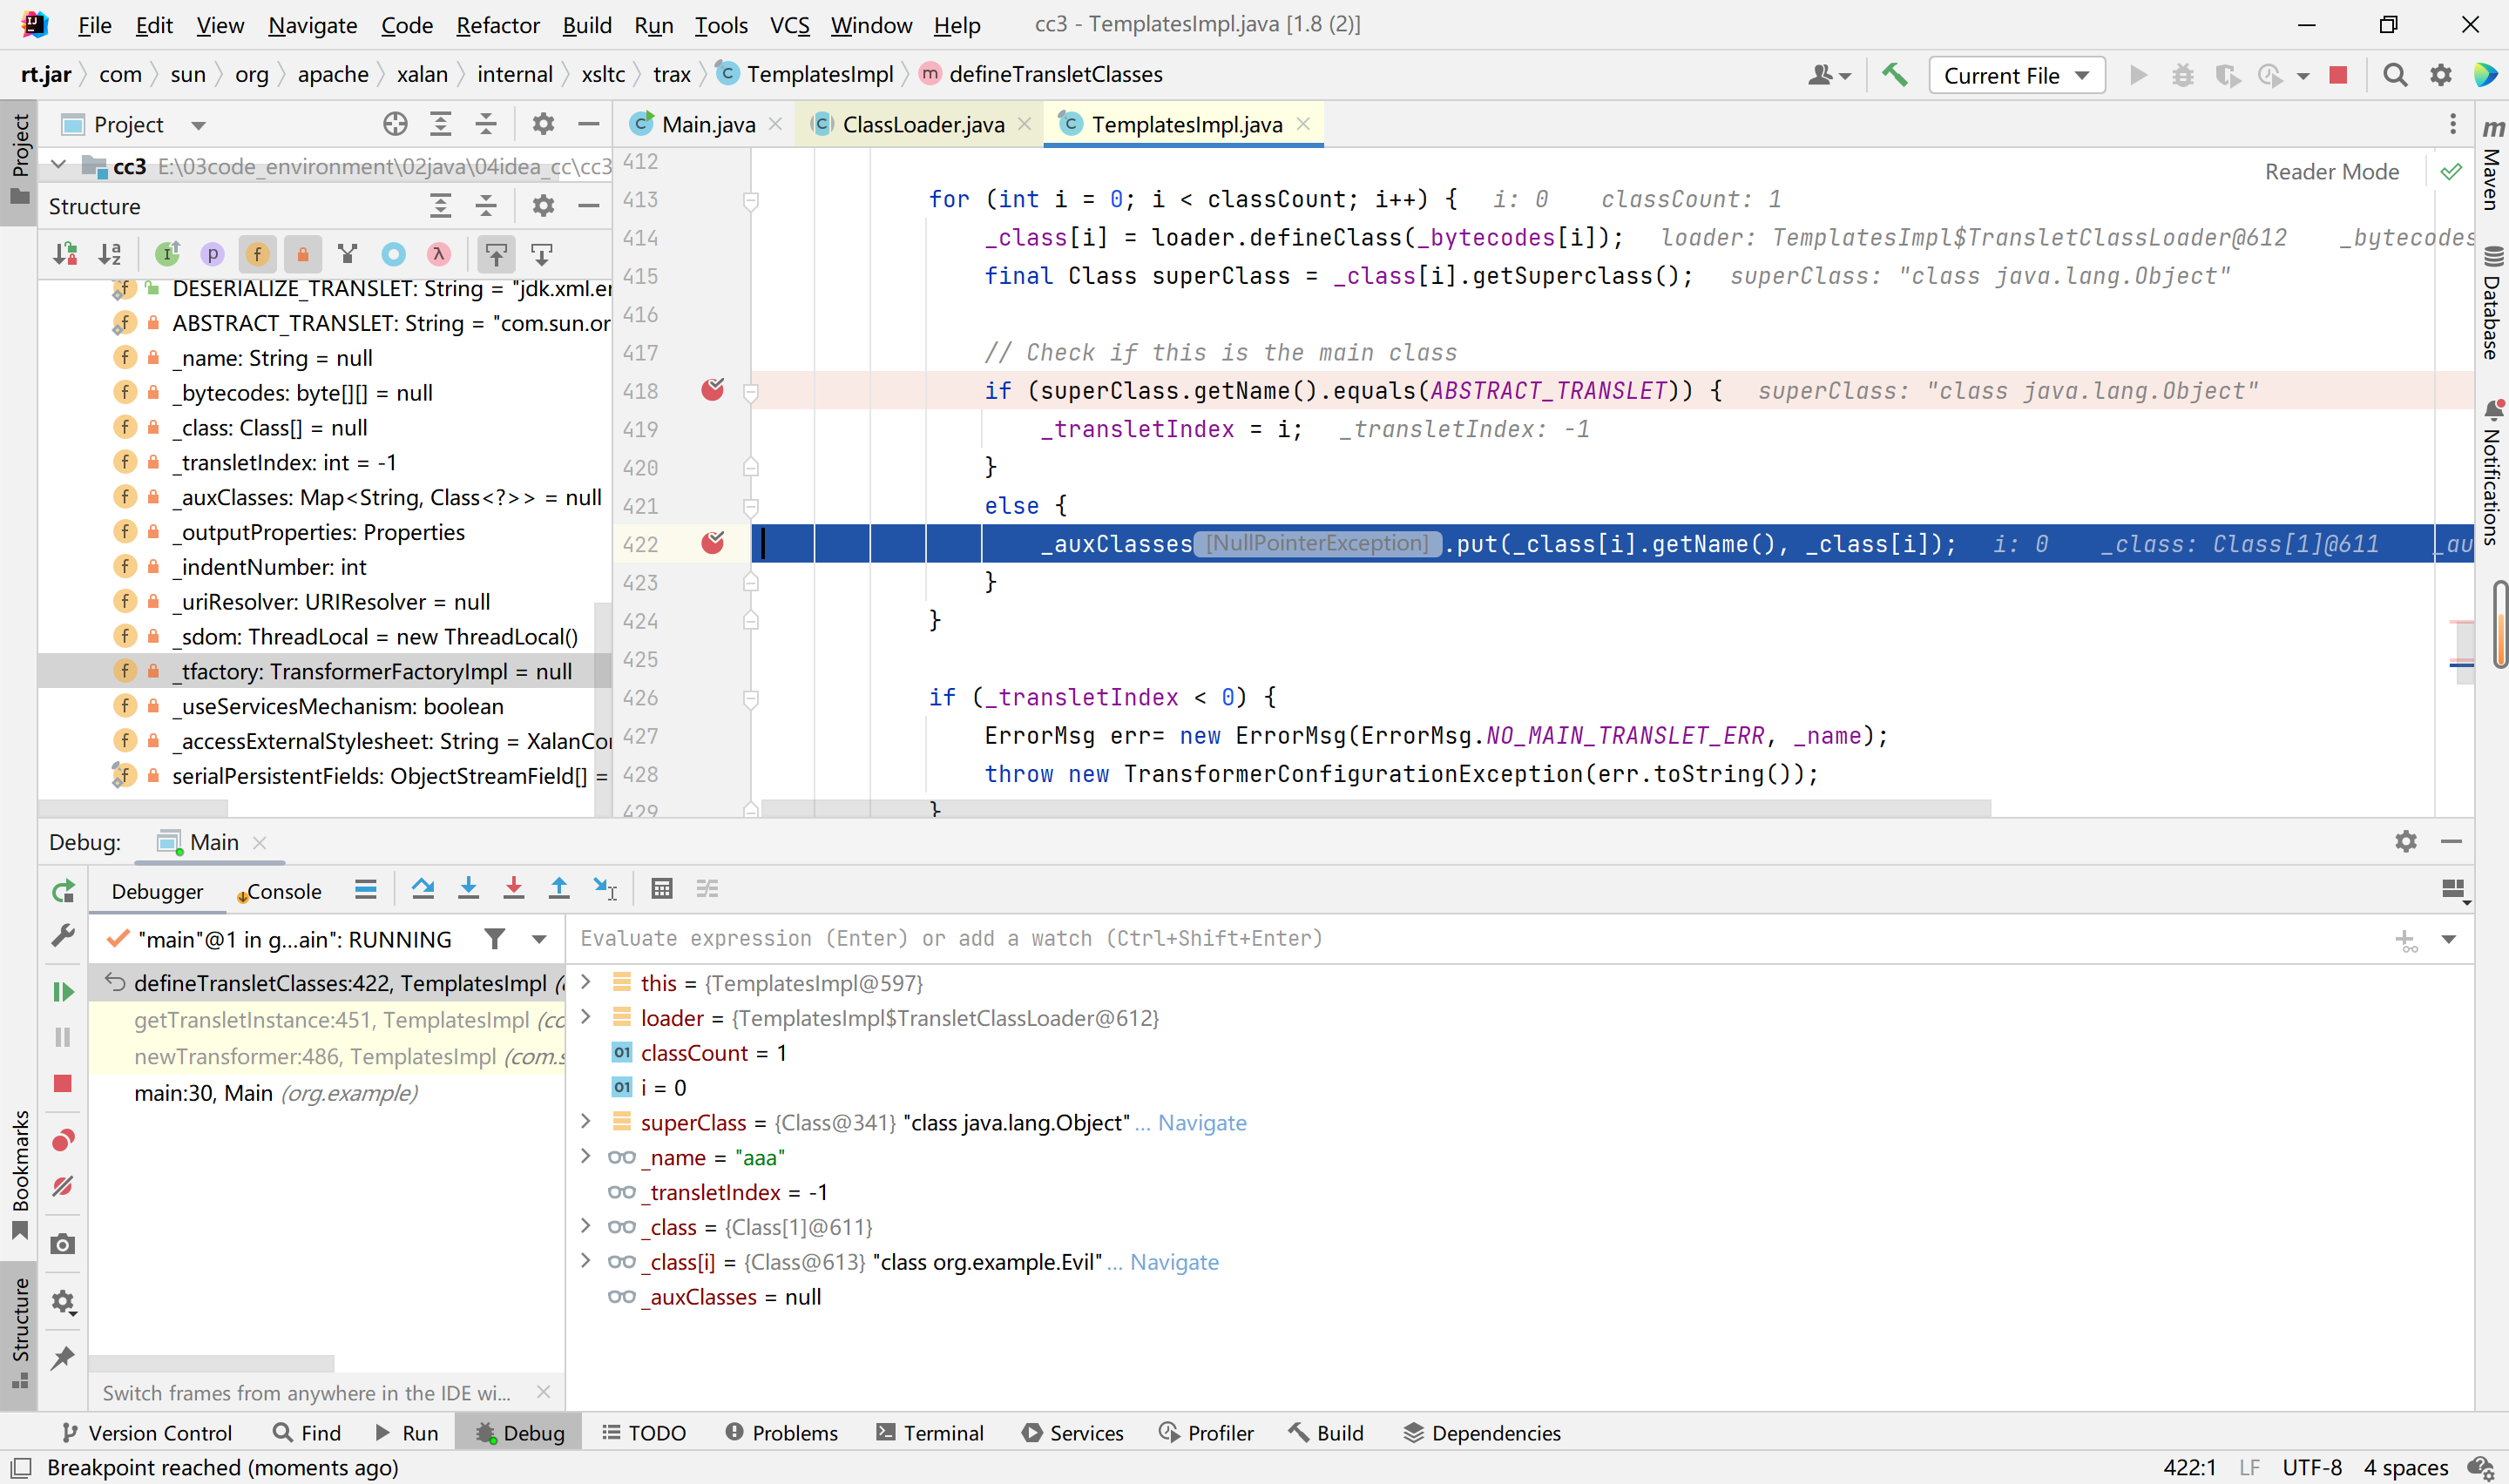 File Edit View Navigate Code Refactor Build Run Tools VCS Window Help cc3 - TemplatesImpl.java [1.8 (2)]
rt.jar com sun org apache xalan internal xsltc trax TemplatesImpl defineTransletClasses Current File
Project
Main.java ClassLoader.java TemplatesImpl.java
cc3 E:\03code_environment\02java\04idea_cc\cc3
Structure
DESERIALIZE_TRANSLET: String = "jdk.xml.er
ABSTRACT_TRANSLET: String = "com.sun.or
_name: String = null
_bytecodes: byte[][] = null
_class: Class[] = null
_transletIndex: int = -1
_auxClasses: Map<String, Class<?>> = null
_outputProperties: Properties
_indentNumber: int
_uriResolver: URIResolver = null
_sdom: ThreadLocal = new ThreadLocal()
_tfactory: TransformerFactoryImpl = null
_useServicesMechanism: boolean
_accessExternalStylesheet: String = XalanCor
serialPersistentFields: ObjectStreamField[] =
Reader Mode
412
413 for (int i = 0; i < classCount; i++) { i: 0 classCount: 1
414 _class[i] = loader.defineClass(_bytecodes[i]); loader: TemplatesImpl$TransletClassLoader@612 _bytecodes
415 final Class superClass = _class[i].getSuperclass(); superClass: "class java.lang.Object"
416
417 // Check if this is the main class
418 if (superClass.getName().equals(ABSTRACT_TRANSLET)) { superClass: "class java.lang.Object"
419 _transletIndex = i; _transletIndex: -1
420 }
421 else {
422 _auxClasses [NullPointerException] .put(_class[i].getName(), _class[i]); i: 0 _class: Class[1]@611 _au
423 }
424 }
425
426 if (_transletIndex < 0) {
427 ErrorMsg err= new ErrorMsg(ErrorMsg.NO_MAIN_TRANSLET_ERR, _name);
428 throw new TransformerConfigurationException(err.toString());
429 }
Project
Bookmarks
Structure
Maven
Database
Notifications
Debug: Main
Debugger Console
"main"@1 in g...ain": RUNNING
Evaluate expression (Enter) or add a watch (Ctrl+Shift+Enter)
defineTransletClasses:422, TemplatesImpl (c
getTransletInstance:451, TemplatesImpl (cc
newTransformer:486, TemplatesImpl (com.s
main:30, Main (org.example)
this = {TemplatesImpl@597}
loader = {TemplatesImpl$TransletClassLoader@612}
classCount = 1
i = 0
superClass = {Class@341} "class java.lang.Object" ... Navigate
_name = "aaa"
_transletIndex = -1
_class = {Class[1]@611}
_class[i] = {Class@613} "class org.example.Evil" ... Navigate
_auxClasses = null
Switch frames from anywhere in the IDE wi...
Version Control Find Run Debug TODO Problems Terminal Services Profiler Build Dependencies
Breakpoint reached (moments ago) 422:1 LF UTF-8 4 spaces